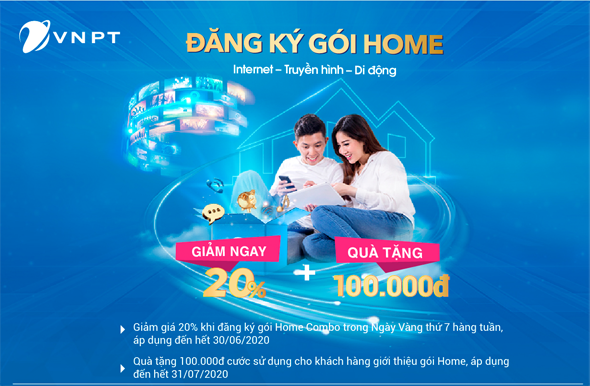 VNPT
ĐĂNG KÝ GÓI HOME
Internet – Truyền hình – Di động
GIẢM NGAY
20%
+
QUÀ TẶNG
100.000đ
Giảm giá 20% khi đăng ký gói Home Combo trong Ngày Vàng thứ 7 hàng tuần,
áp dụng đến hết 30/06/2020
Quà tặng 100.000đ cước sử dụng cho khách hàng giới thiệu gói Home, áp dụng
đến hết 31/07/2020